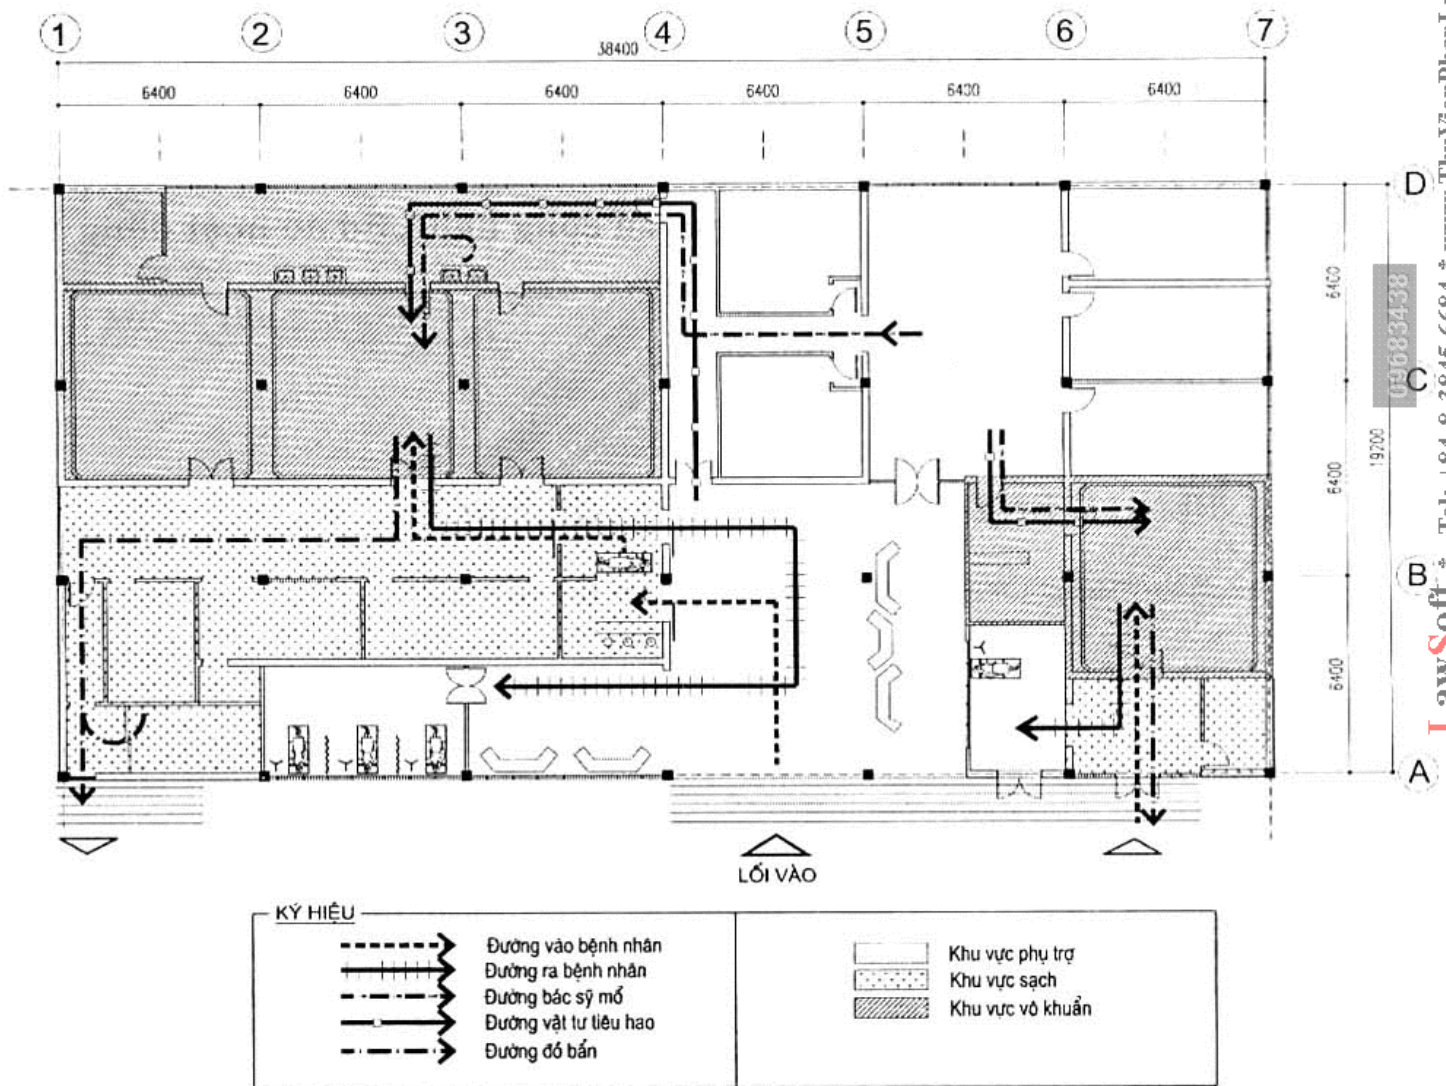 1 2 3 4 5 6 7
38400
6400 6400 6400 6400 6400 6400
D
6400
09683438
C
19200
6400
B
6400
A
LawSoft
LỐI VÀO
KÝ HIỆU
Đường vào bệnh nhân
Đường ra bệnh nhân
Đường bác sỹ mổ
Đường vật tư tiêu hao
Đường đồ bẩn
Khu vực phụ trợ
Khu vực sạch
Khu vực vô khuẩn